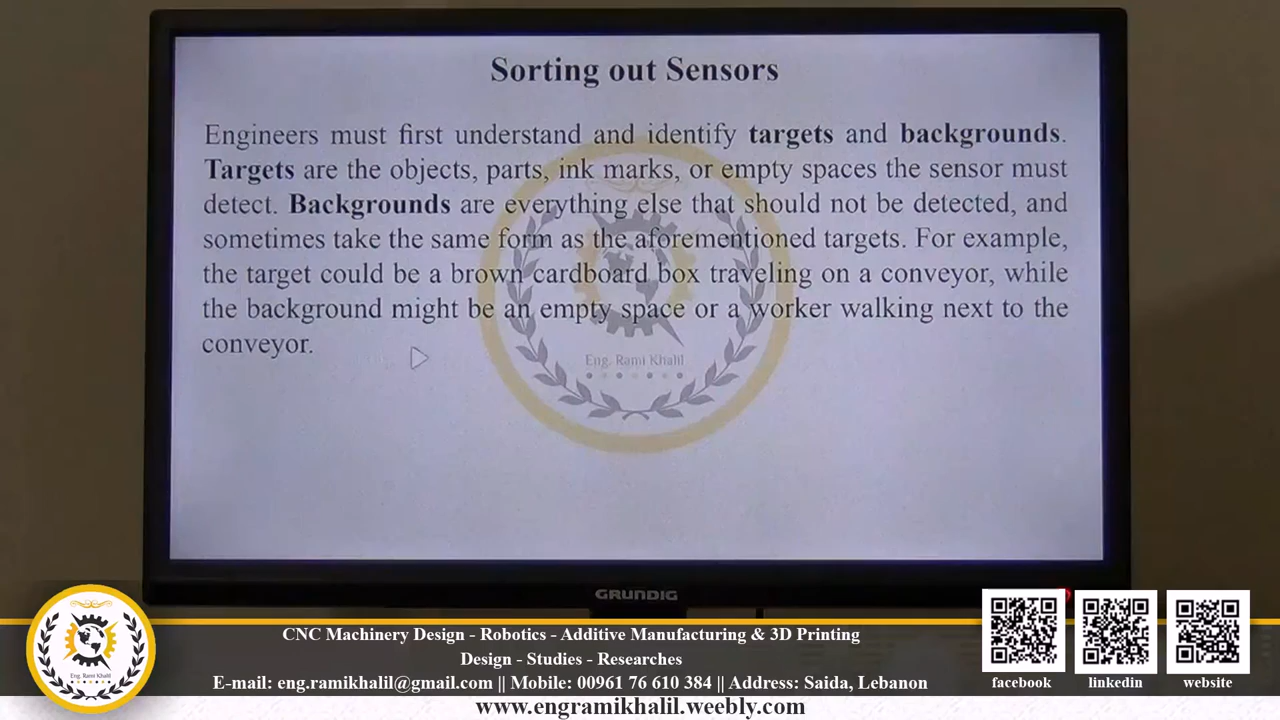 Sorting out Sensors
Engineers must first understand and identify targets and backgrounds.
Targets are the objects, parts, ink marks, or empty spaces the sensor must
detect. Backgrounds are everything else that should not be detected, and
sometimes take the same form as the aforementioned targets. For example,
the target could be a brown cardboard box traveling on a conveyor, while
the background might be an empty space or a worker walking next to the
conveyor.
Eng. Rami Khalil
GRUNDIG
CNC Machinery Design - Robotics - Additive Manufacturing & 3D Printing
Design - Studies - Researches
E-mail: eng.ramikhalil@gmail.com || Mobile: 00961 76 610 384 || Address: Saida, Lebanon
www.engramikhalil.weebly.com
Eng. Rami Khalil
facebook
linkedin
website